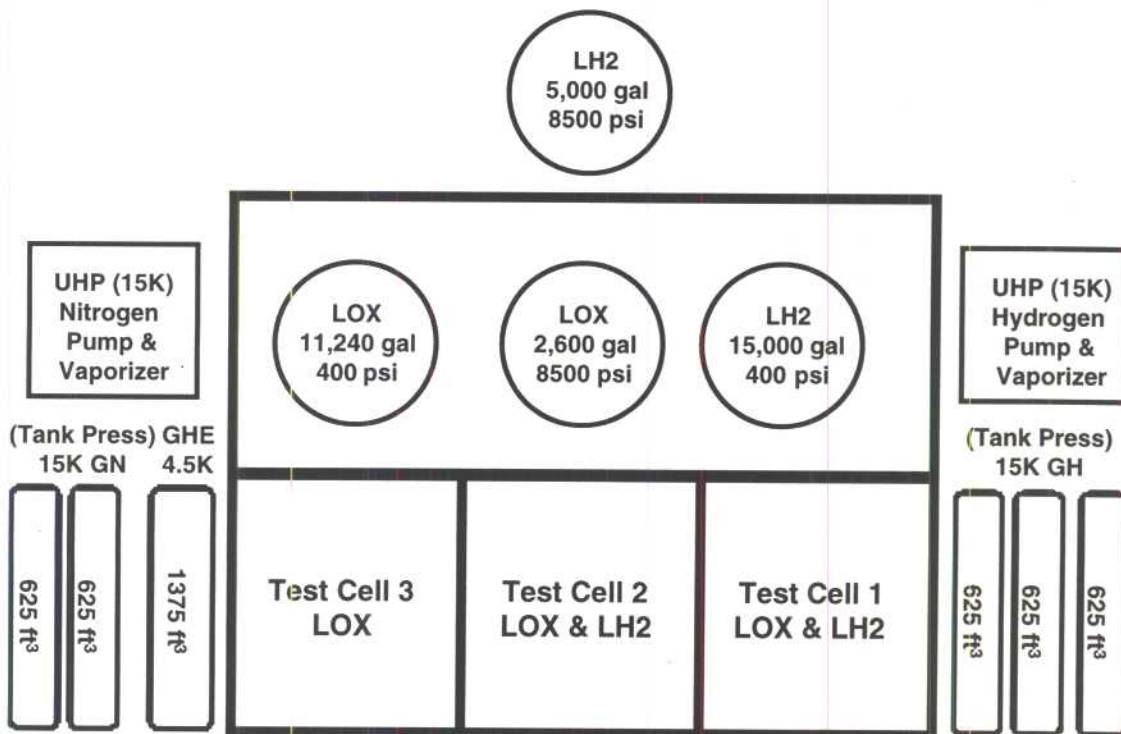 LH2
5,000 gal
8500 psi
UHP (15K)
Nitrogen
Pump &
Vaporizer
LOX
11,240 gal
400 psi
LOX
2,600 gal
8500 psi
LH2
15,000 gal
400 psi
UHP (15K)
Hydrogen
Pump &
Vaporizer
(Tank Press) GHE
15K GN 4.5K
(Tank Press)
15K GH
625 ft³
625 ft³
1375 ft³
Test Cell 3
LOX
Test Cell 2
LOX & LH2
Test Cell 1
LOX & LH2
625 ft³
625 ft³
625 ft³